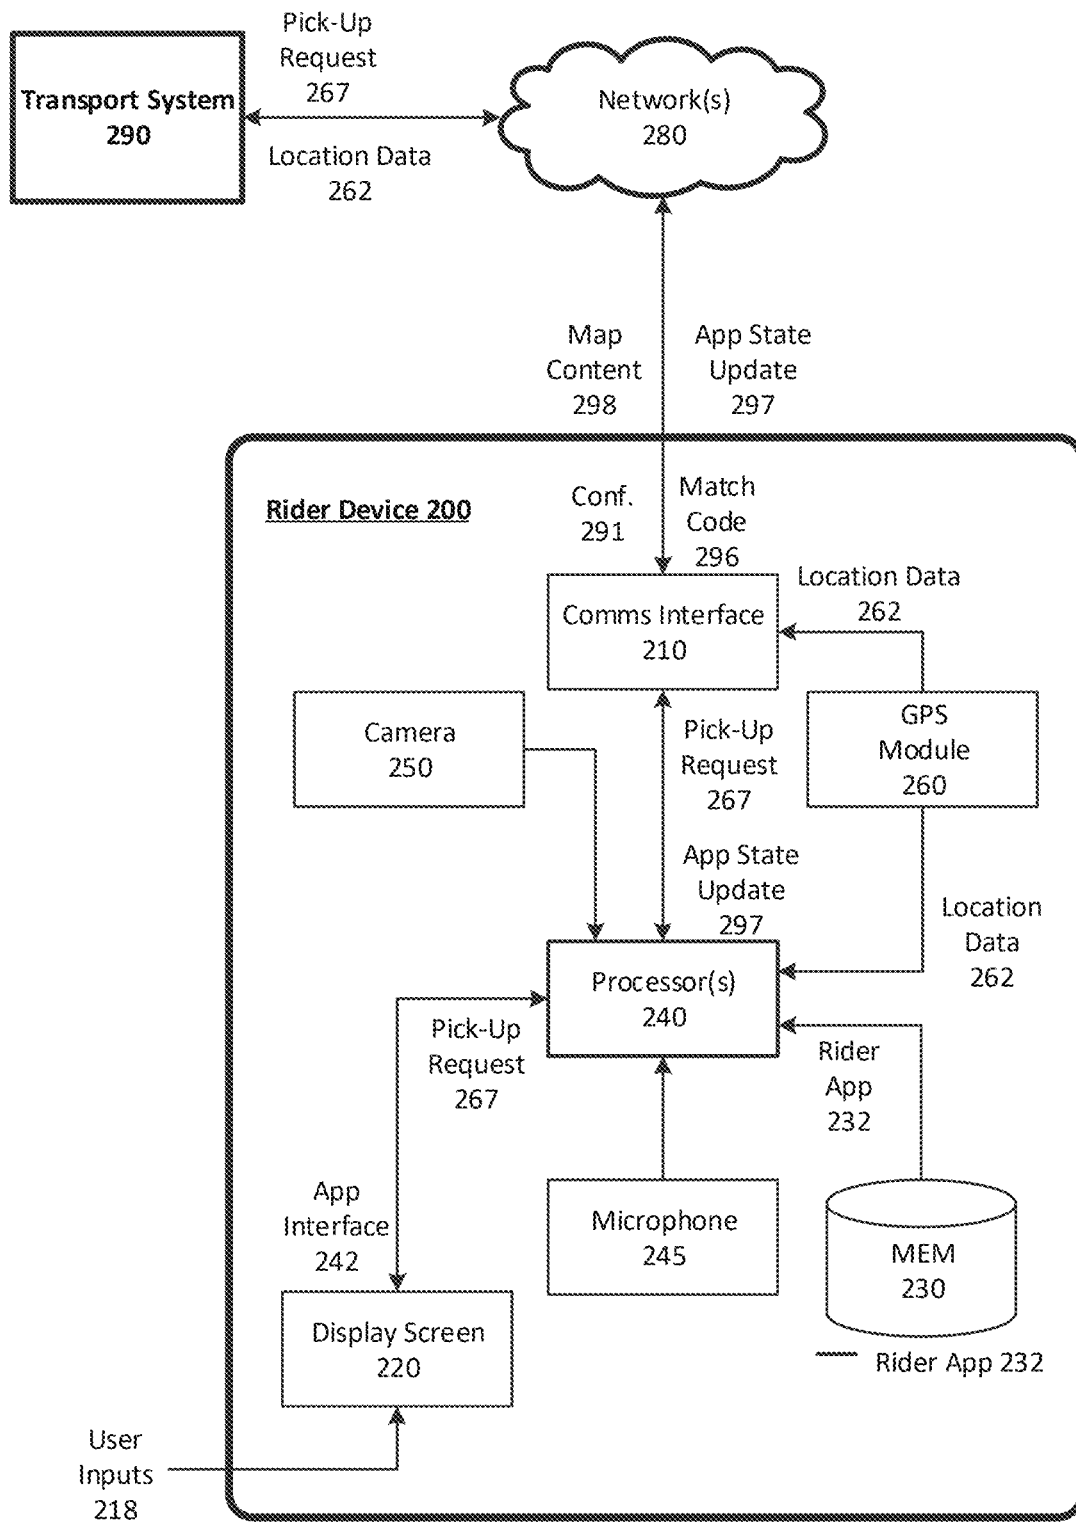 Pick-Up
Request
267
Transport System
290
Location Data
262
Network(s)
280
Map
Content
298
App State
Update
297
Rider Device 200
Conf.
291
Match
Code
296
Location Data
262
Comms Interface
210
Camera
250
Pick-Up
Request
267
GPS
Module
260
App State
Update
297
Location
Data
262
Processor(s)
240
Pick-Up
Request
267
Rider
App
232
App
Interface
242
Microphone
245
MEM
230
Display Screen
220
Rider App 232
User
Inputs
218